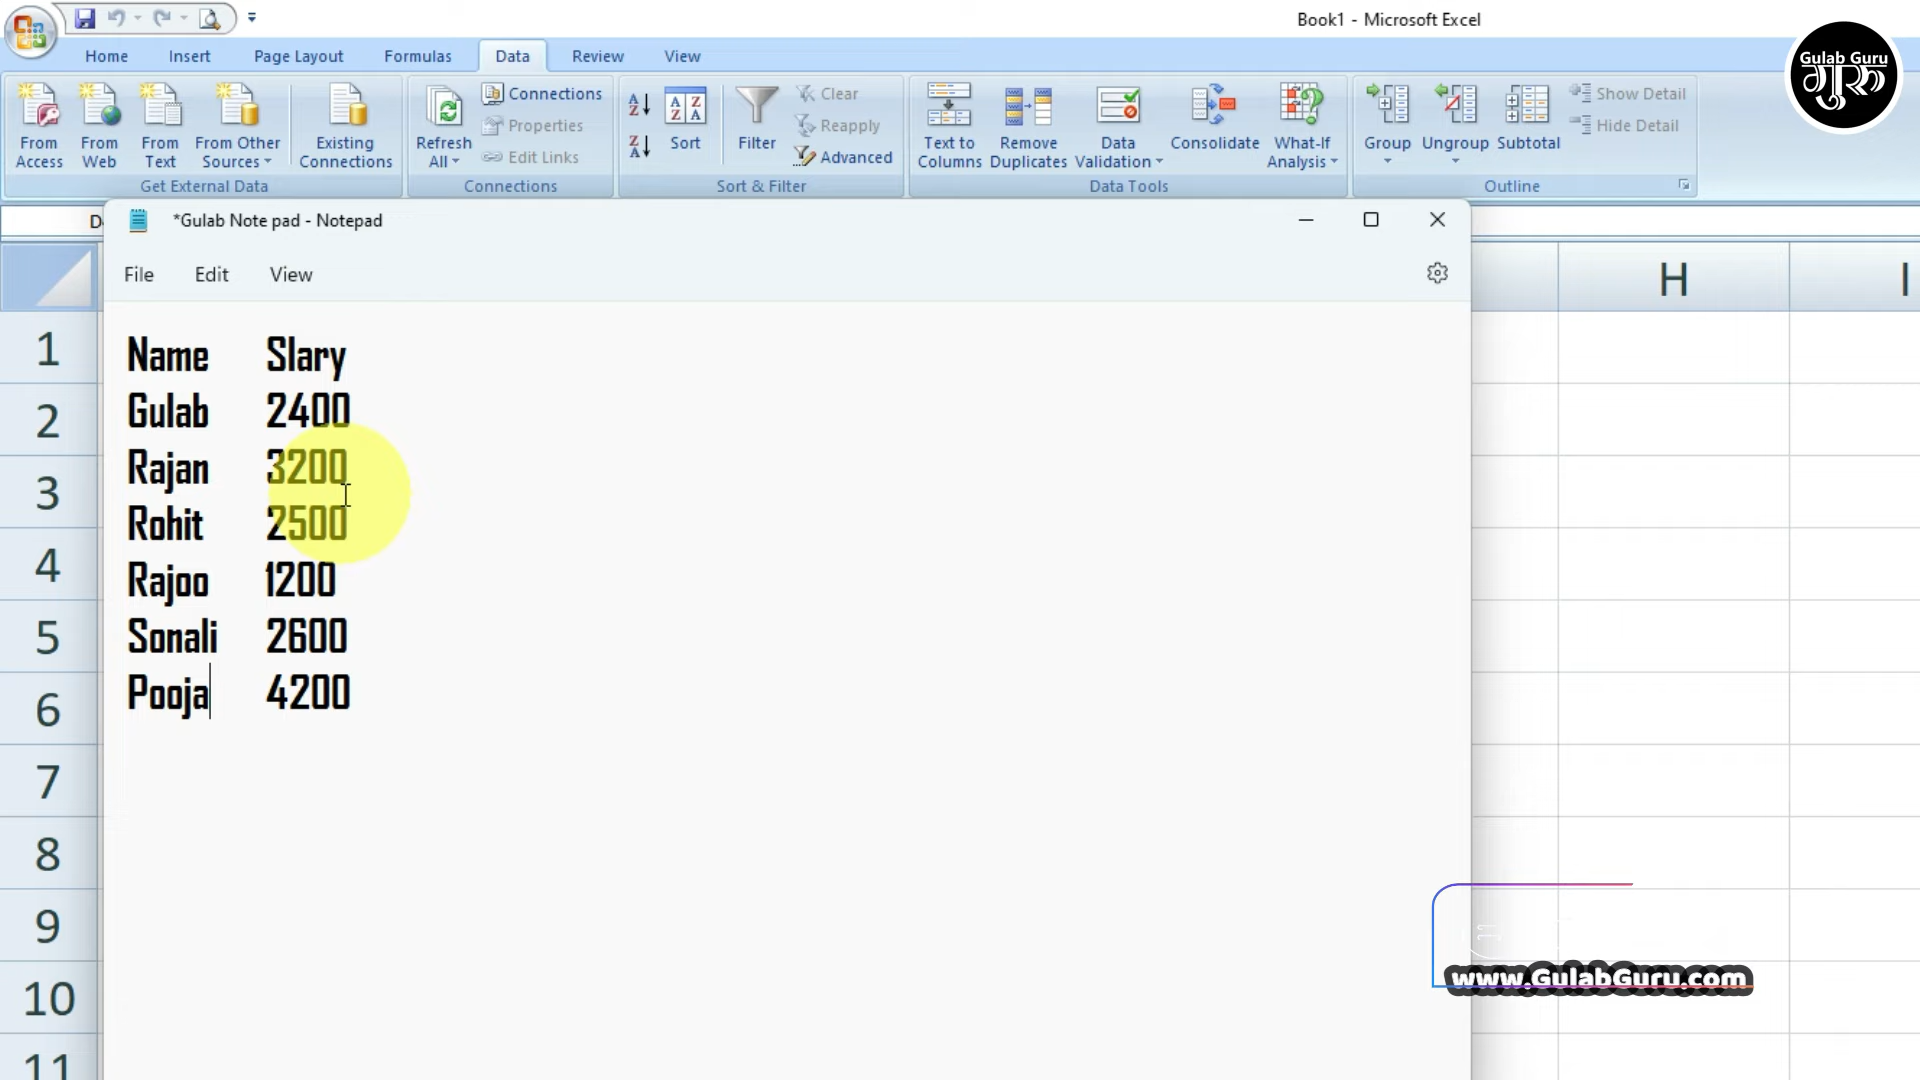 Book1 - Microsoft Excel
Home Insert Page Layout Formulas Data Review View
Gulab Guru
गुरु
From Access
From Web
From Text
From Other Sources
Existing Connections
Get External Data
Refresh All
Connections
Properties
Edit Links
Connections
A Z
Z A
A Z
Z A
Sort
Filter
Clear
Reapply
Advanced
Sort & Filter
Text to Columns
Remove Duplicates
Data Validation
Consolidate
What-If Analysis
Data Tools
Group
Ungroup
Subtotal
Show Detail
Hide Detail
Outline
*Gulab Note pad - Notepad
File Edit View
H I
Name Slary
Gulab 2400
Rajan 3200
Rohit 2500
Rajoo 1200
Sonali 2600
Pooja 4200
1
2
3
4
5
6
7
8
9
10
11
www.GulabGuru.com